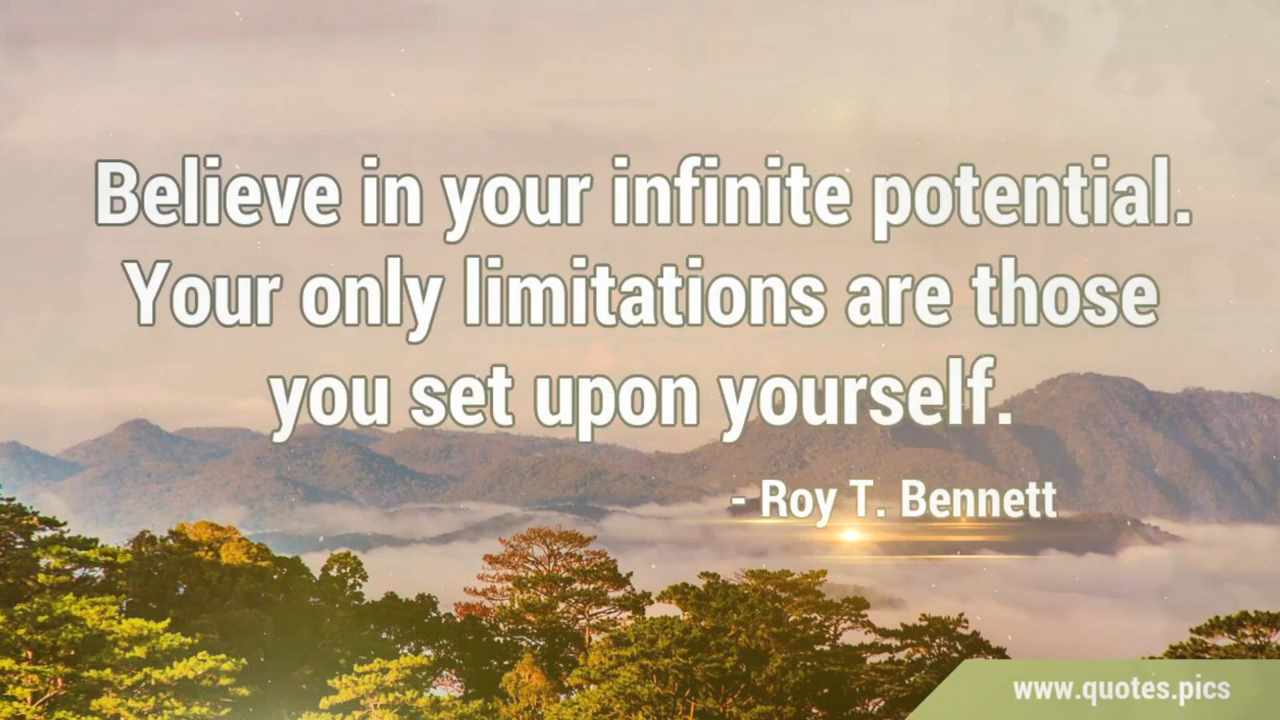 Believe in your infinite potential.
Your only limitations are those
you set upon yourself.
- Roy T. Bennett
www.quotes.pics